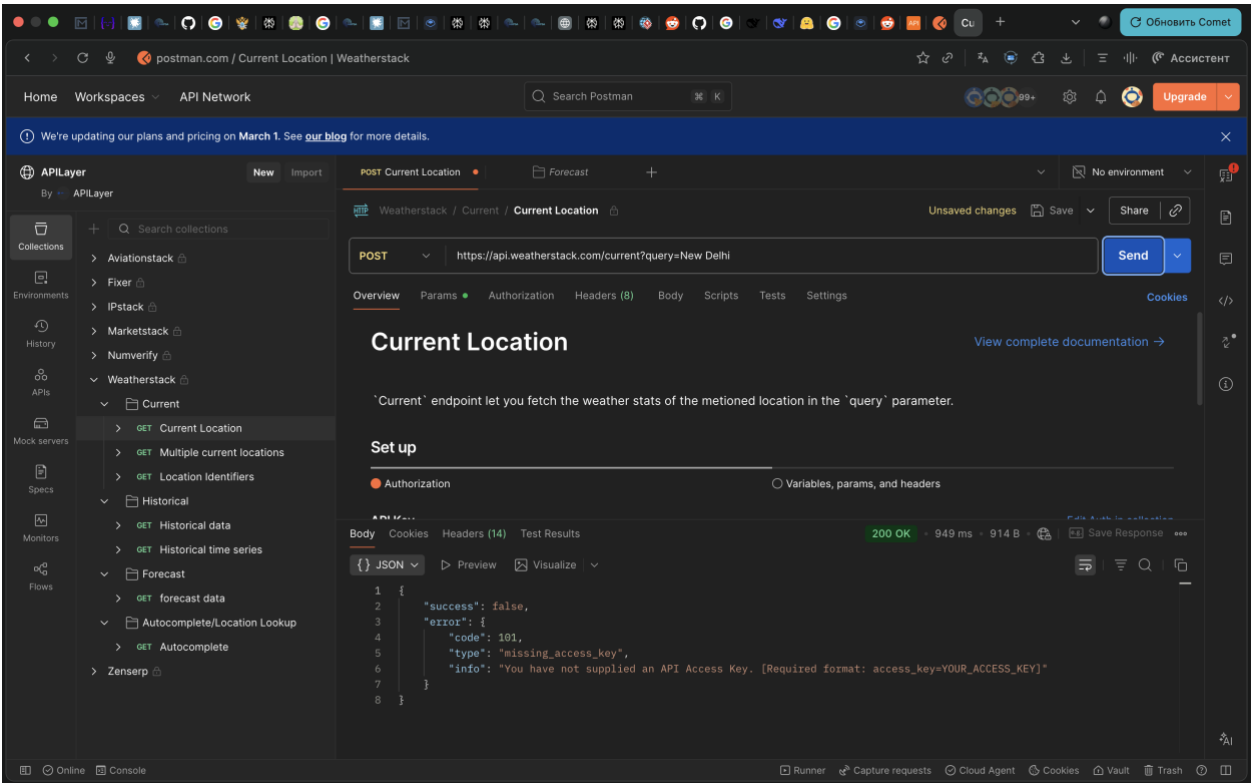 Cu
Обновить Comet
postman.com / Current Location | Weatherstack
Ассистент
Home Workspaces API Network
Search Postman ⌘ K
99+
Upgrade
We're updating our plans and pricing on March 1. See our blog for more details.
APILayer
New Import
By APILayer
POST Current Location
Forecast
No environment
Weatherstack / Current / Current Location
Unsaved changes Save Share
Collections
Search collections
POST https://api.weatherstack.com/current?query=New Delhi Send
Aviationstack
Fixer
IPstack
Marketstack
Numverify
Weatherstack
Current
GET Current Location
GET Multiple current locations
GET Location Identifiers
Historical
GET Historical data
GET Historical time series
Forecast
GET forecast data
Autocomplete/Location Lookup
GET Autocomplete
Zenserp
Environments
History
APIs
Mock servers
Specs
Monitors
Flows
Overview Params Authorization Headers (8) Body Scripts Tests Settings Cookies
Current Location
View complete documentation →
`Current` endpoint let you fetch the weather stats of the metioned location in the `query` parameter.
Set up
Authorization
Variables, params, and headers
API Key
Edit Auth in collection
Body Cookies Headers (14) Test Results
200 OK 949 ms 914 B Save Response
{} JSON Preview Visualize
1 {
2 "success": false,
3 "error": {
4 "code": 101,
5 "type": "missing_access_key",
6 "info": "You have not supplied an API Access Key. [Required format: access_key=YOUR_ACCESS_KEY]"
7 }
8 }
AI
Online Console
Runner Capture requests Cloud Agent Cookies Vault Trash